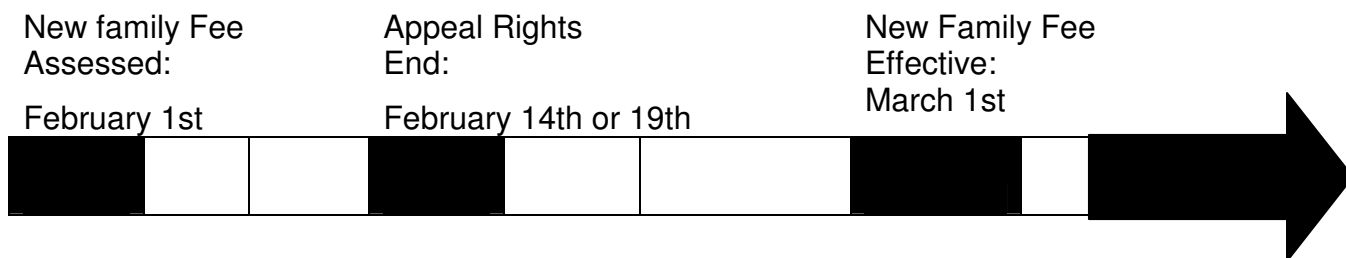 New family Fee
Assessed:
February 1st
Appeal Rights
End:
February 14th or 19th
New Family Fee
Effective:
March 1st